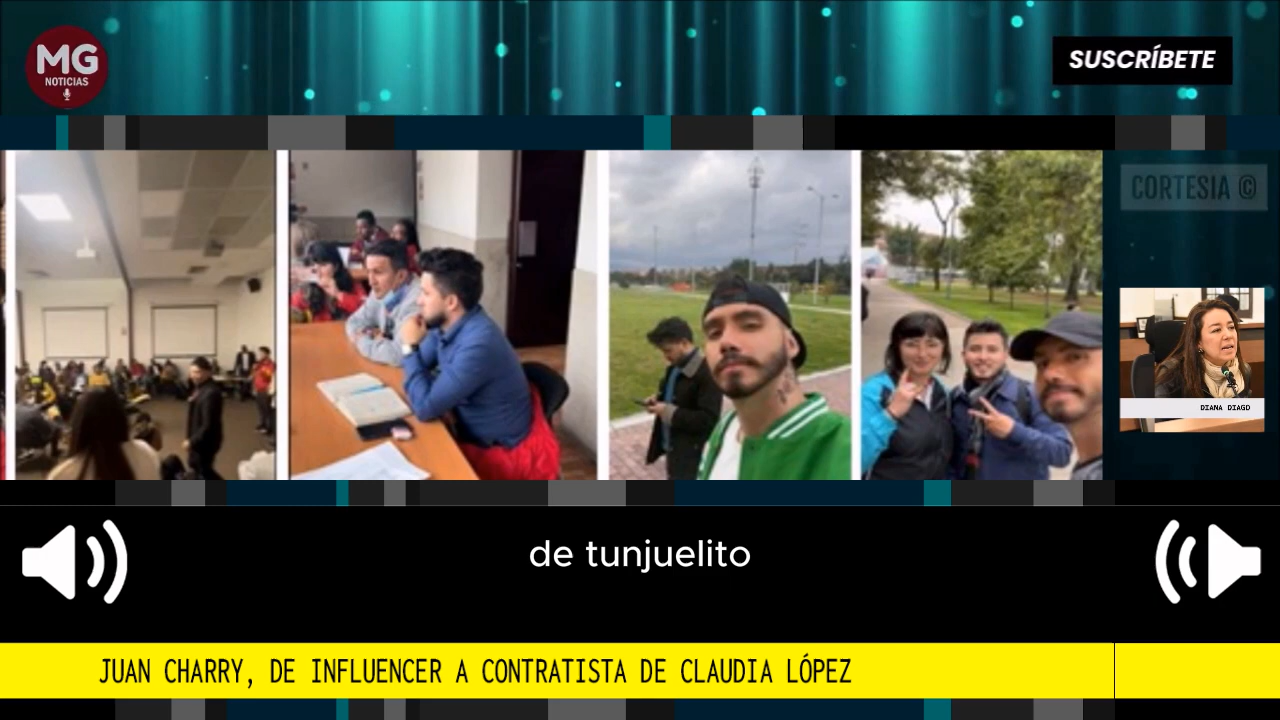 MG
NOTICIAS
SUSCRÍBETE
CORTESIA ©
DIANA DIAGO
de tunjuelito
JUAN CHARRY, DE INFLUENCER A CONTRATISTA DE CLAUDIA LÓPEZ